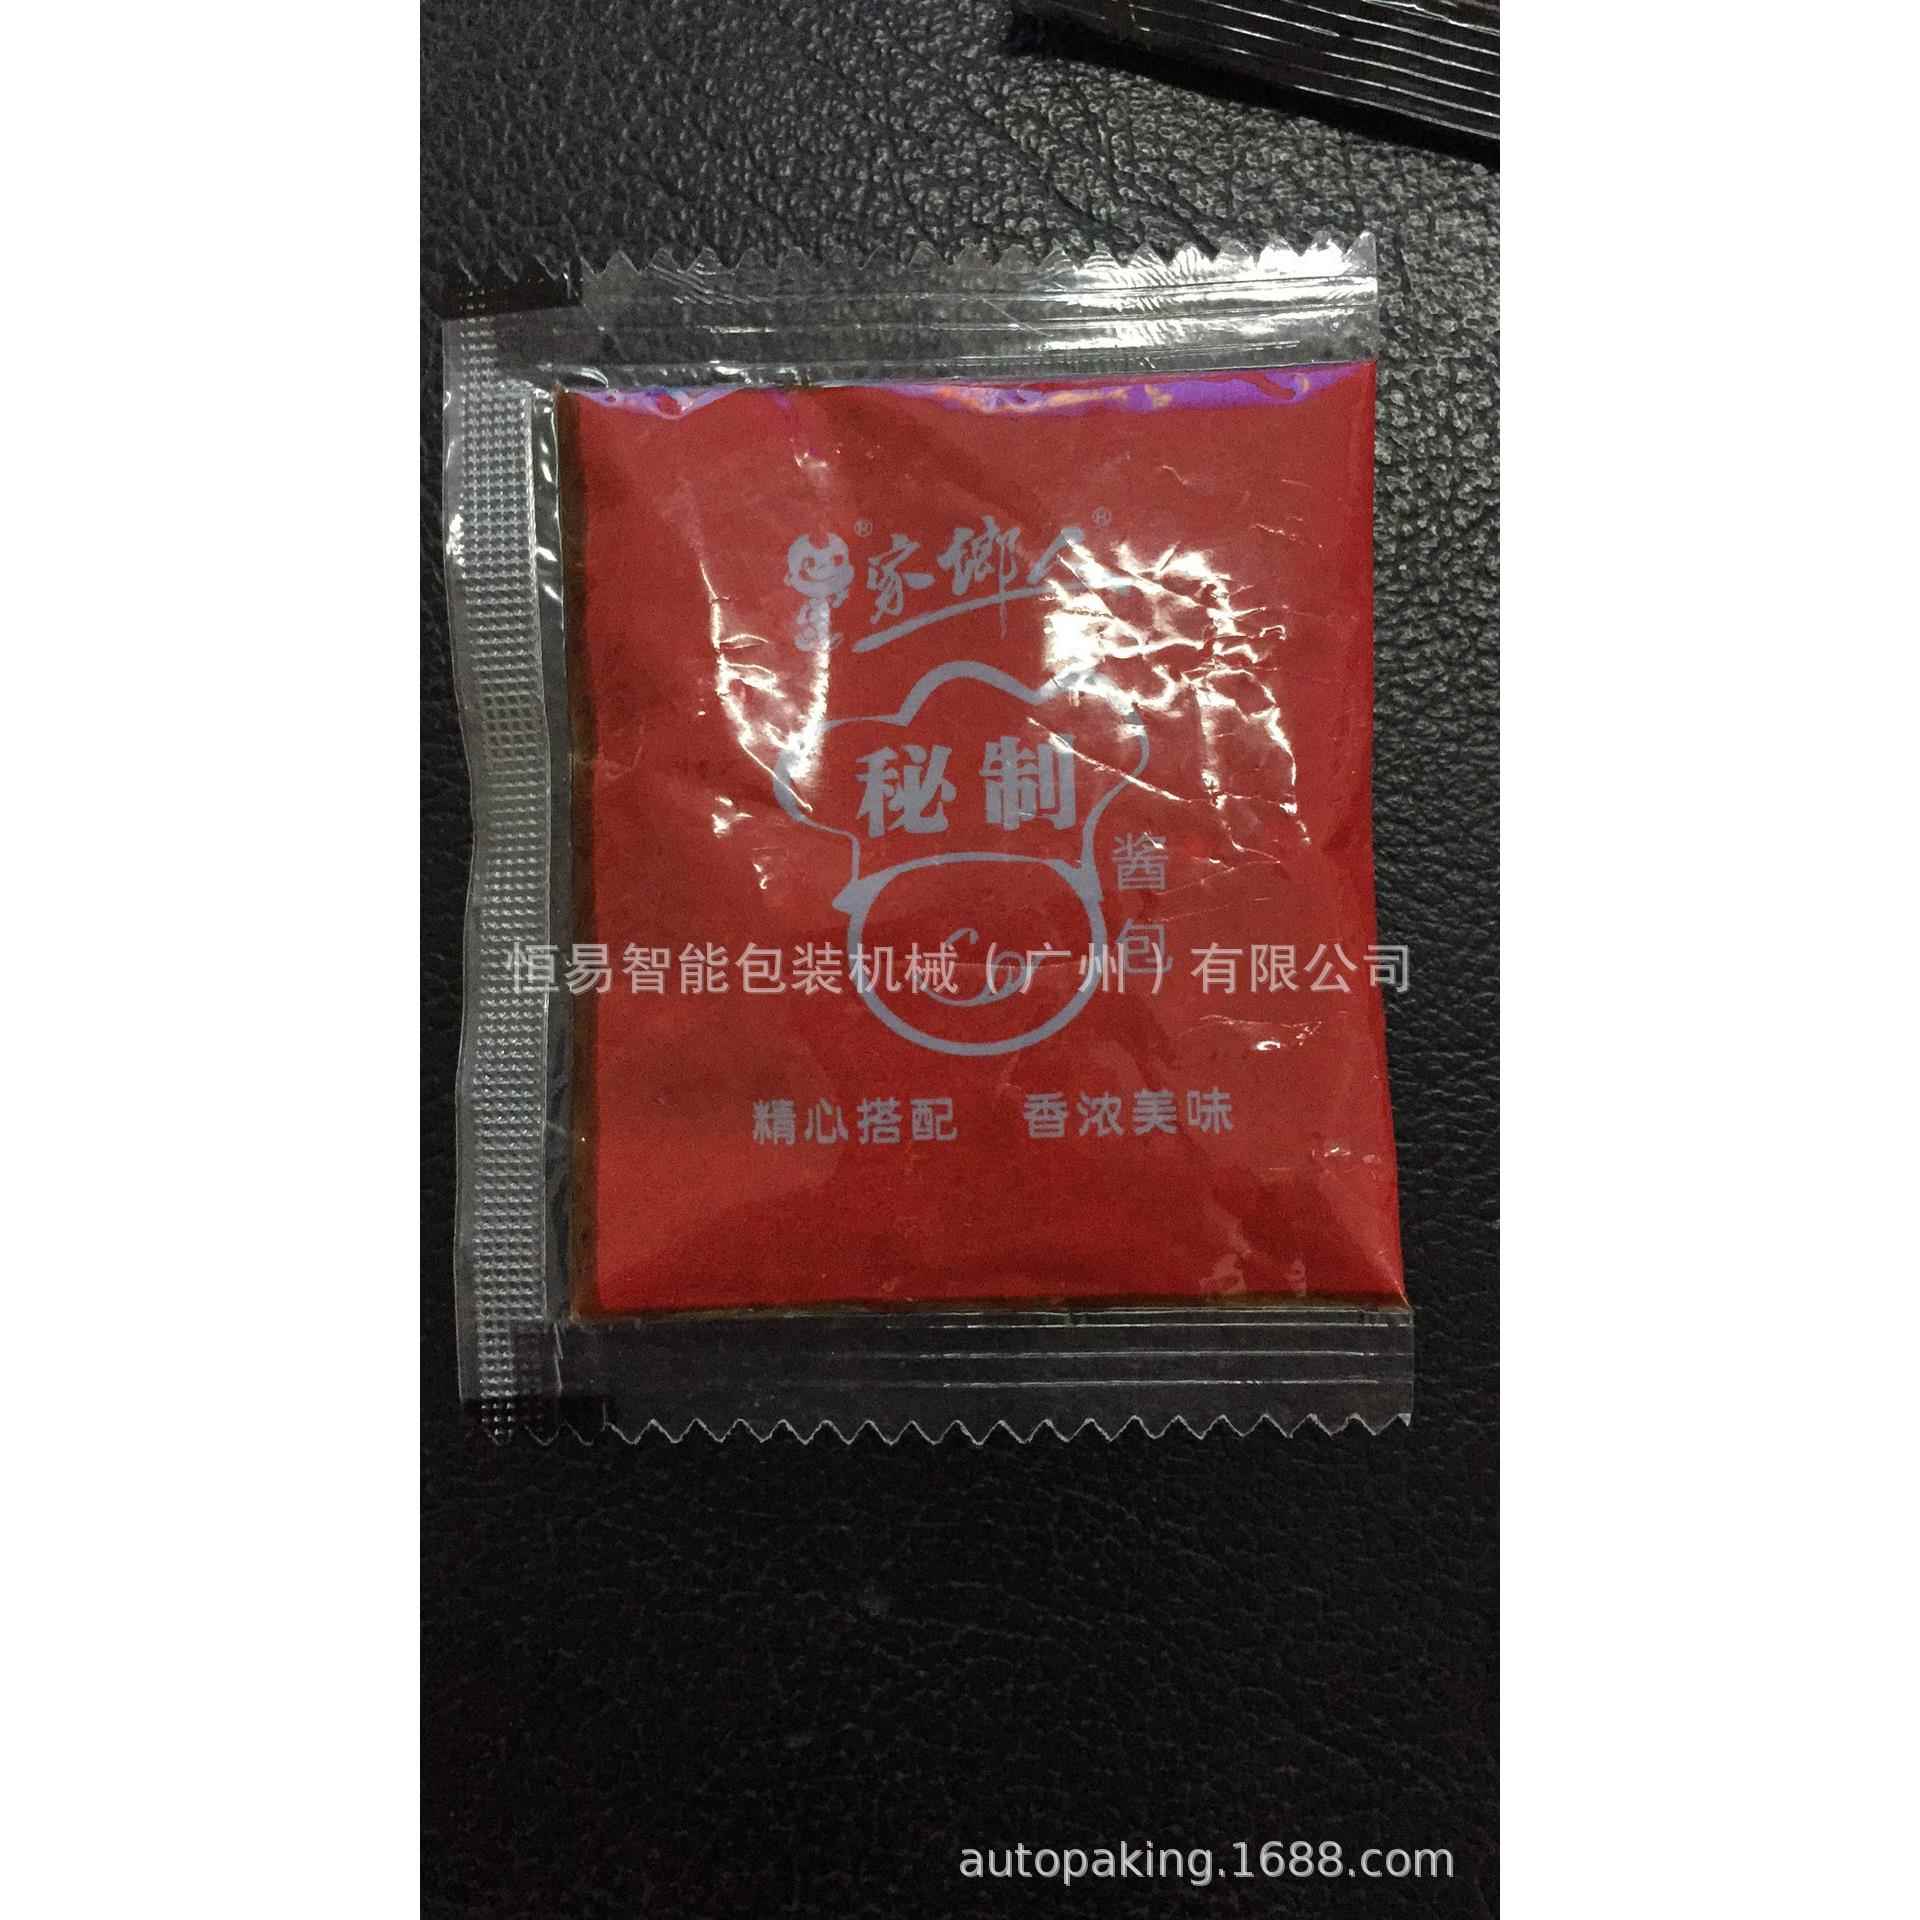 ®家鄉人®
秘制
酱包
恒易智能包装机械（广州）有限公司
精心搭配 香浓美味
autopaking.1688.com